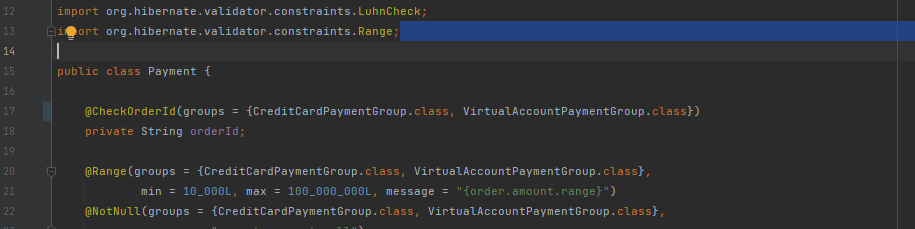 12 import org.hibernate.validator.constraints.LuhnCheck;
13 import org.hibernate.validator.constraints.Range;
14
15 public class Payment {
16
17 @CheckOrderId(groups = {CreditCardPaymentGroup.class, VirtualAccountPaymentGroup.class})
18 private String orderId;
19
20 @Range(groups = {CreditCardPaymentGroup.class, VirtualAccountPaymentGroup.class},
21 min = 10_000L, max = 100_000_000L, message = "{order.amount.range}")
22 @NotNull(groups = {CreditCardPaymentGroup.class, VirtualAccountPaymentGroup.class},